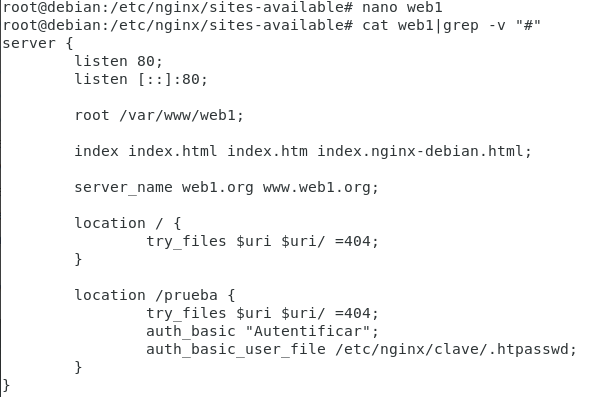 root@debian:/etc/nginx/sites-available# nano web1
root@debian:/etc/nginx/sites-available# cat web1|grep -v "#"
server {
        listen 80;
        listen [::]:80;

        root /var/www/web1;

        index index.html index.htm index.nginx-debian.html;

        server_name web1.org www.web1.org;

        location / {
                try_files $uri $uri/ =404;
        }

        location /prueba {
                try_files $uri $uri/ =404;
                auth_basic "Autentificar";
                auth_basic_user_file /etc/nginx/clave/.htpasswd;
        }
}